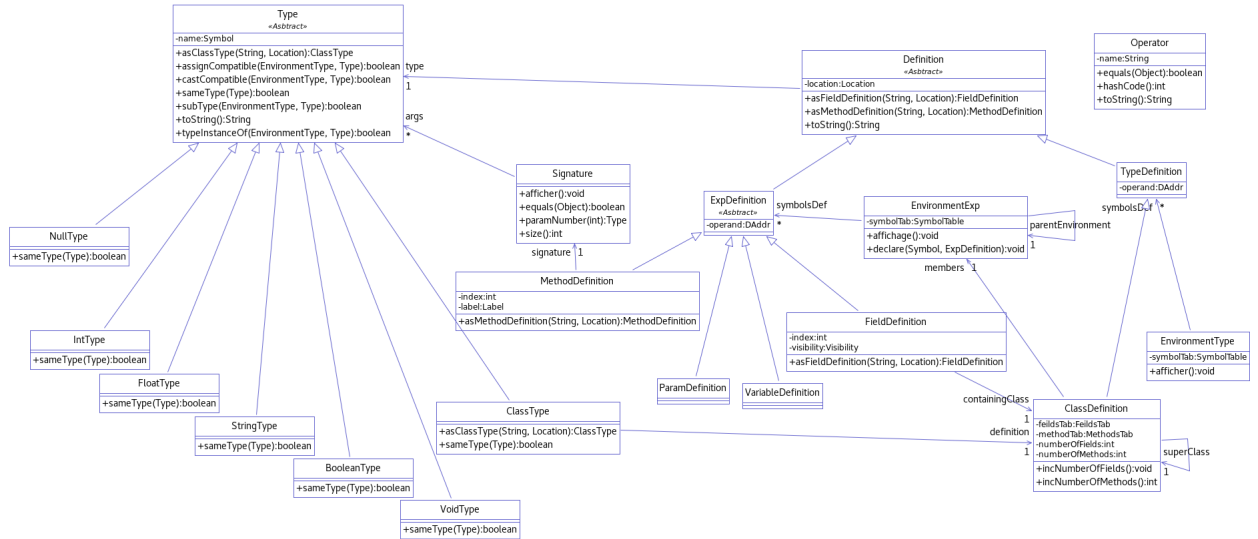 Type
«Asbtract»
-name:Symbol
+asClassType(String, Location):ClassType
+assignCompatible(EnvironmentType, Type):boolean
+castCompatible(EnvironmentType, Type):boolean
+sameType(Type):boolean
+subType(EnvironmentType, Type):boolean
+toString():String
+typeInstanceOf(EnvironmentType, Type):boolean
type
1
args
*
Definition
«Asbtract»
-location:Location
+asFieldDefinition(String, Location):FieldDefinition
+asMethodDefinition(String, Location):MethodDefinition
+toString():String
Operator
-name:String
+equals(Object):boolean
+hashCode():int
+toString():String
Signature
+afficher():void
+equals(Object):boolean
+paramNumber(int):Type
+size():int
signature 1
ExpDefinition
«Asbtract»
-operand:DAddr
symbolsDef
*
EnvironmentExp
-symbolTab:SymbolTable
+affichage():void
+declare(Symbol, ExpDefinition):void
parentEnvironment
1
members 1
TypeDefinition
-operand:DAddr
symbolsDef *
NullType
+sameType(Type):boolean
MethodDefinition
-index:int
-label:Label
+asMethodDefinition(String, Location):MethodDefinition
FieldDefinition
-index:int
-visibility:Visibility
+asFieldDefinition(String, Location):FieldDefinition
EnvironmentType
-symbolTab:SymbolTable
+afficher():void
IntType
+sameType(Type):boolean
FloatType
+sameType(Type):boolean
StringType
+sameType(Type):boolean
BooleanType
+sameType(Type):boolean
VoidType
+sameType(Type):boolean
ClassType
+asClassType(String, Location):ClassType
+sameType(Type):boolean
ParamDefinition
VariableDefinition
containingClass
1
definition
1
ClassDefinition
-feildsTab:FeildsTab
-methodTab:MethodsTab
-numberOfFields:int
-numberOfMethods:int
+incNumberOfFields():void
+incNumberOfMethods():int
superClass
1